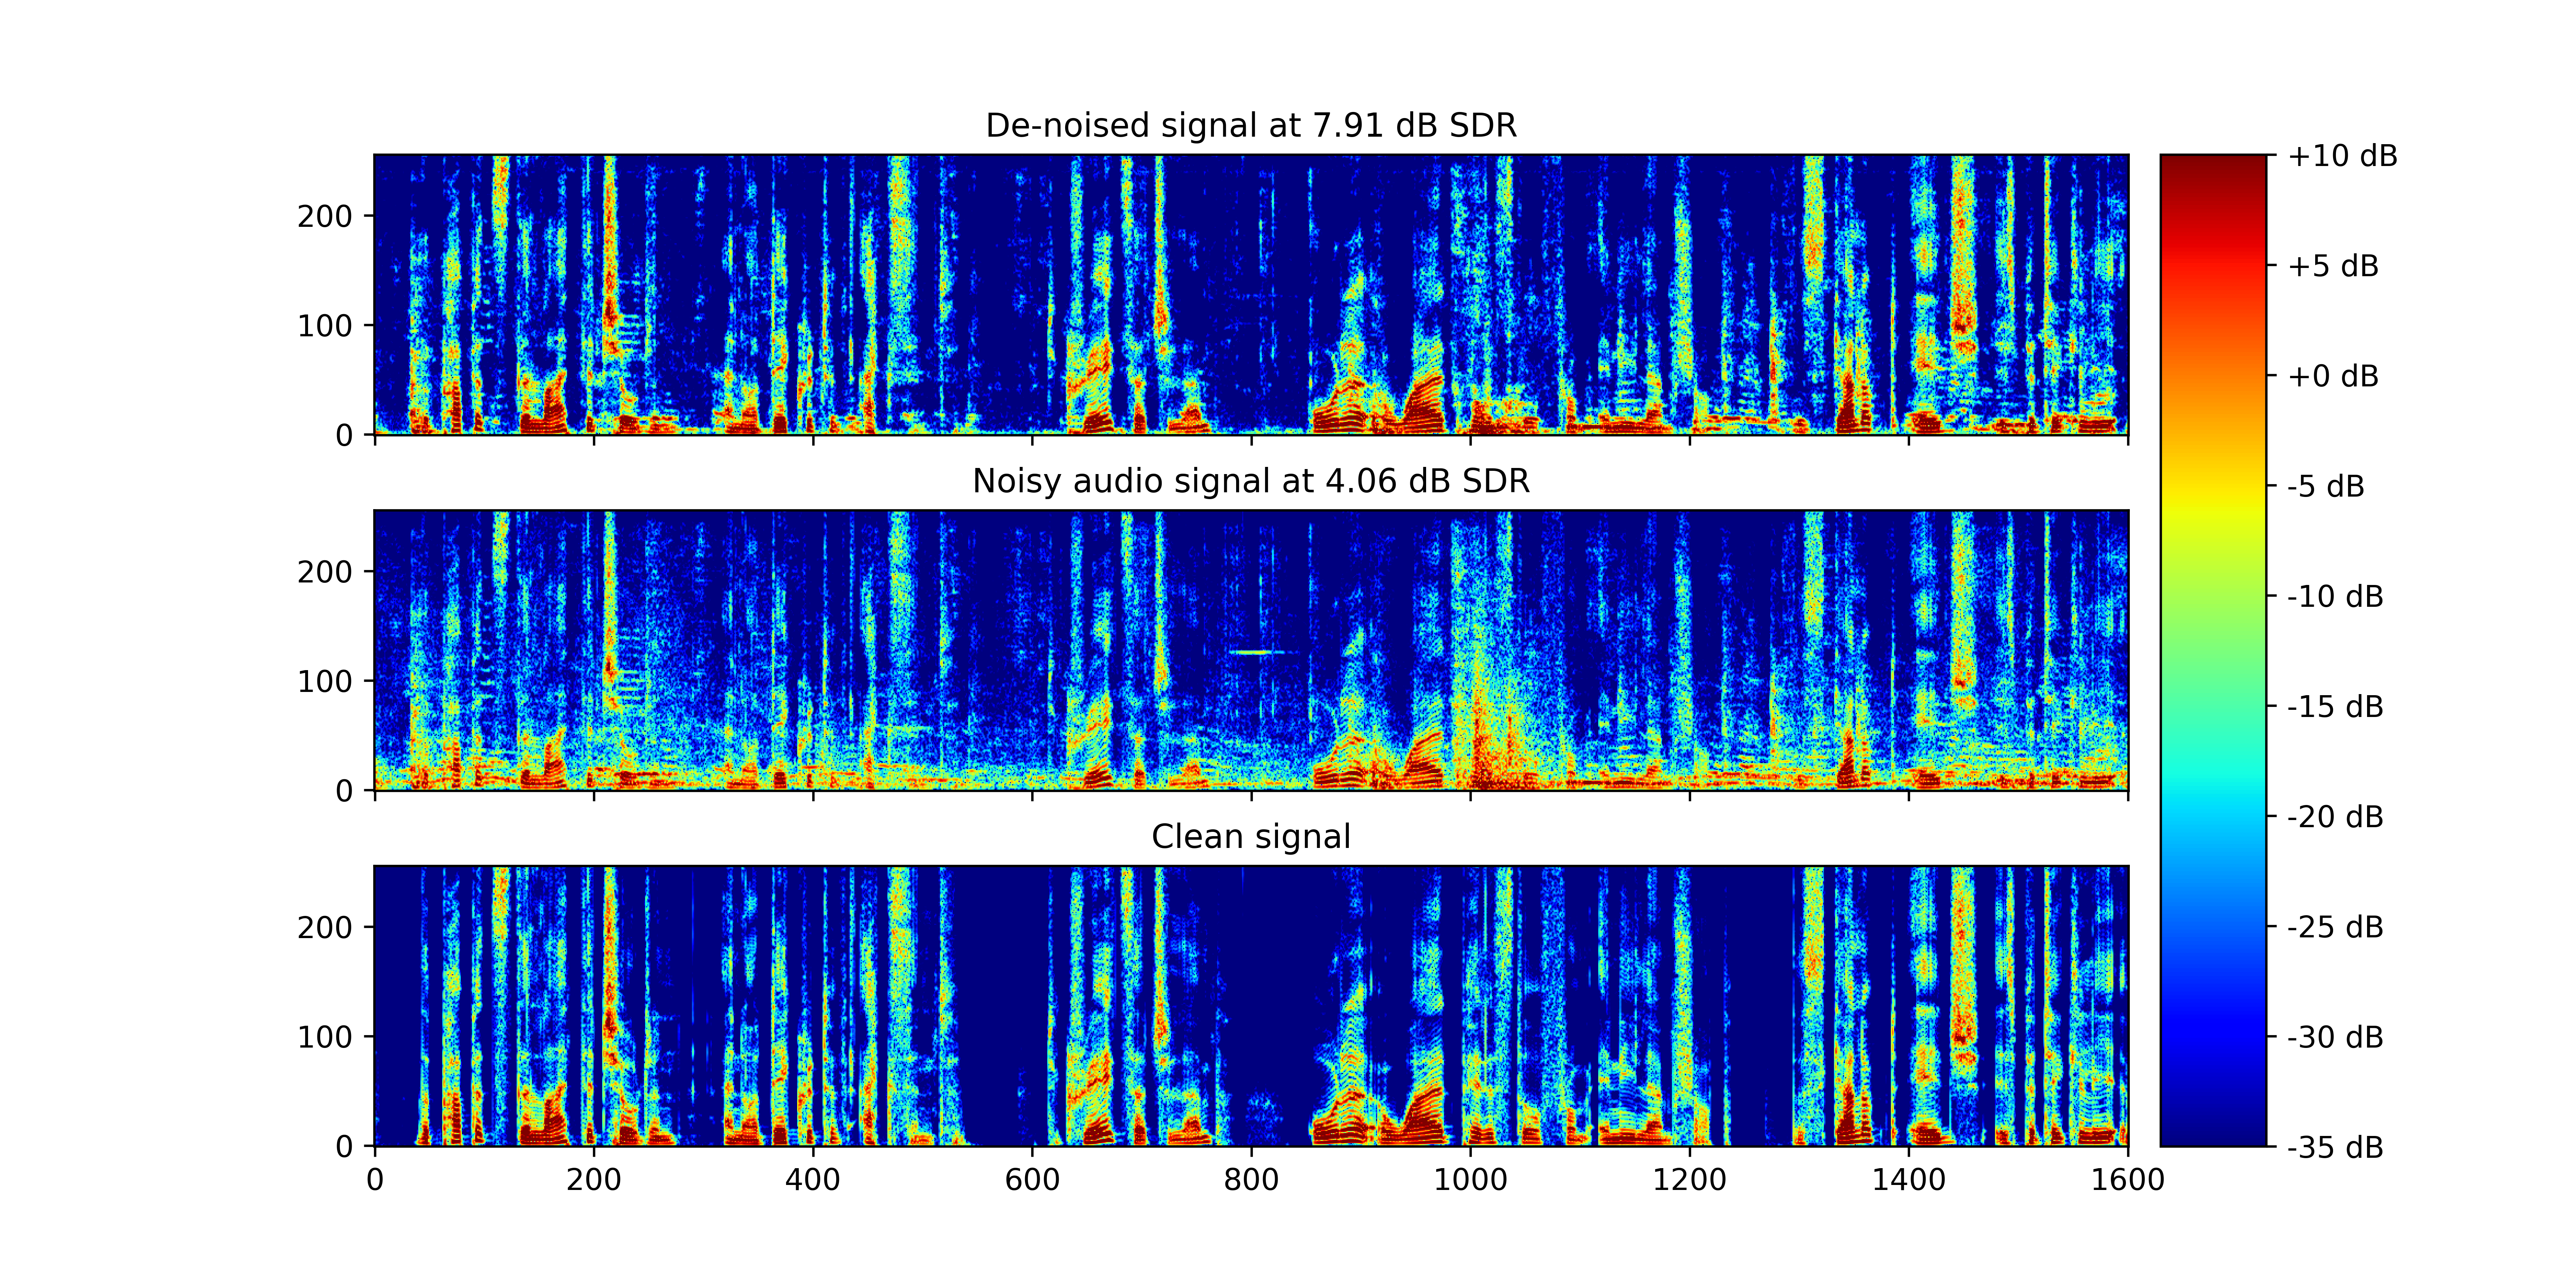 De-noised signal at 7.91 dB SDR
200
100
0
Noisy audio signal at 4.06 dB SDR
200
100
0
Clean signal
200
100
0
0 200 400 600 800 1000 1200 1400 1600
+10 dB
+5 dB
+0 dB
-5 dB
-10 dB
-15 dB
-20 dB
-25 dB
-30 dB
-35 dB